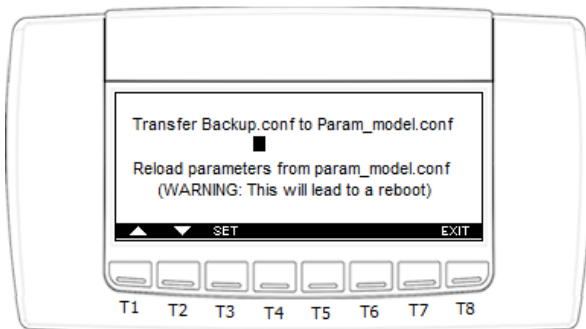 Transfer Backup.conf to Param_model.conf
Reload parameters from param_model.conf
(WARNING: This will lead to a reboot)
SET EXIT
T1 T2 T3 T4 T5 T6 T7 T8